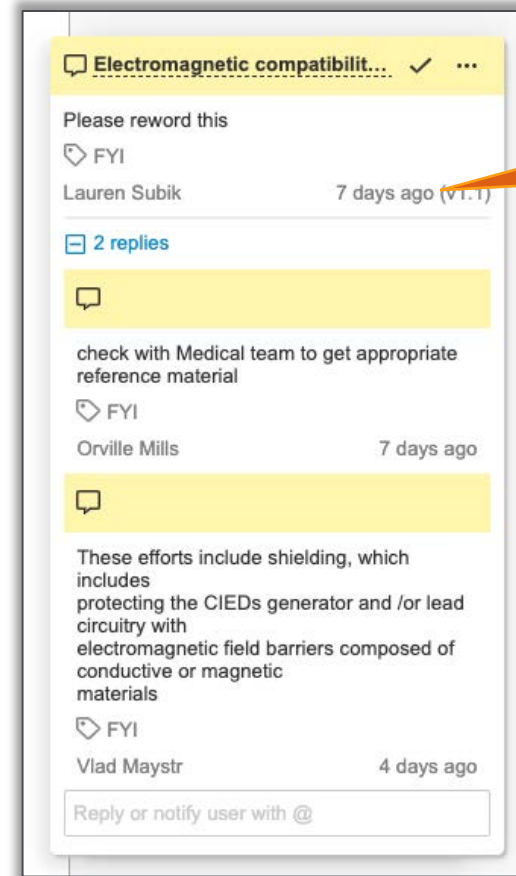 Electromagnetic compatibilit...
Please reword this
FYI
Lauren Subik 7 days ago (v1.1)
2 replies
check with Medical team to get appropriate
reference material
FYI
Orville Mills 7 days ago
These efforts include shielding, which
includes
protecting the CIEDs generator and /or lead
circuitry with
electromagnetic field barriers composed of
conductive or magnetic
materials
FYI
Vlad Maystr 4 days ago
Reply or notify user with @